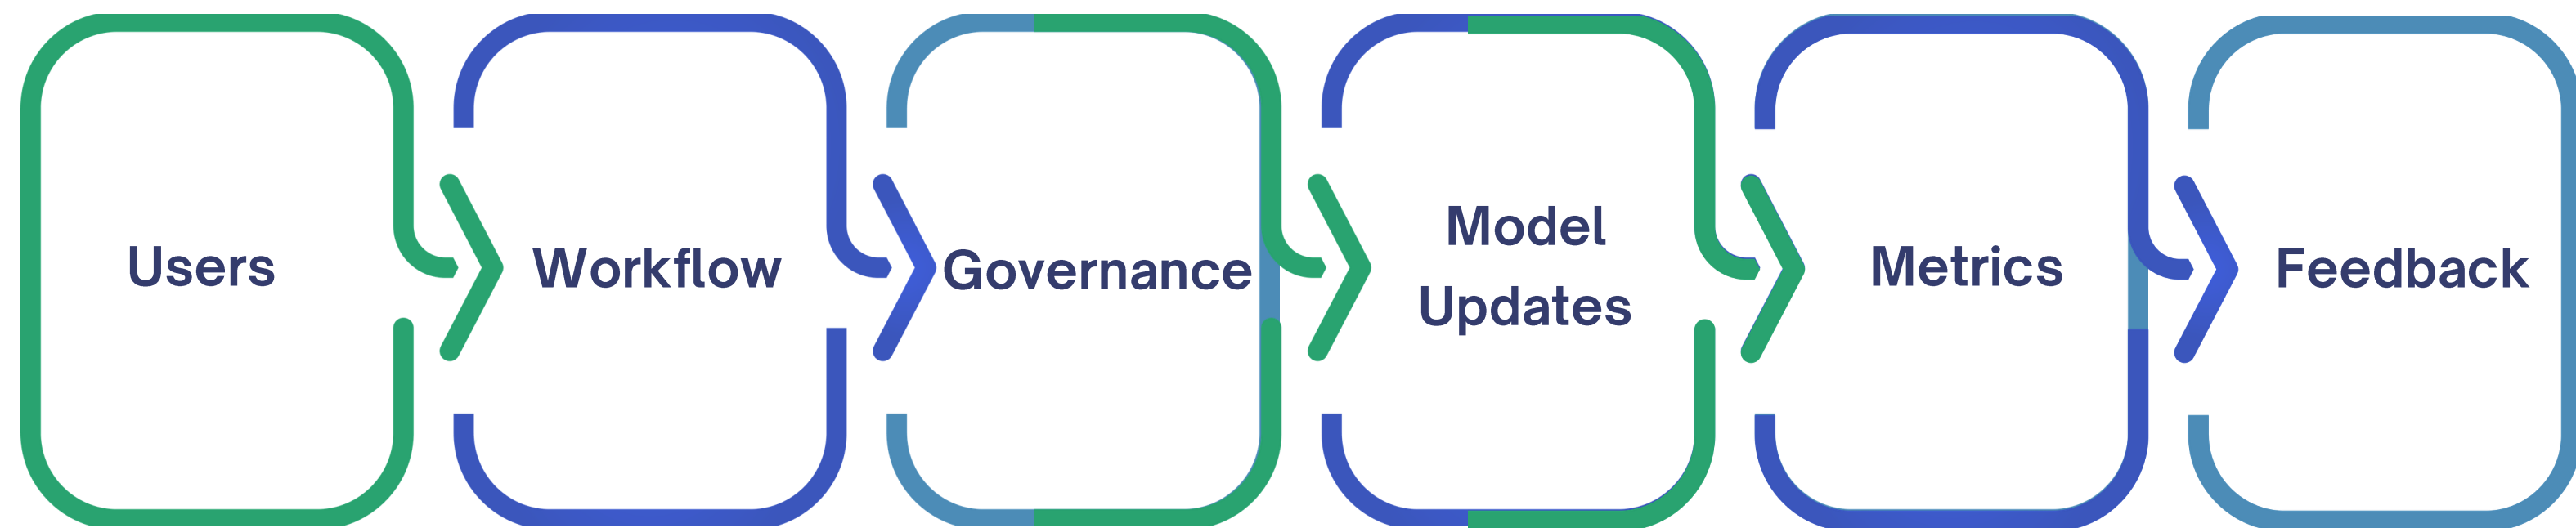 Users
Workflow
Governance
Model
Updates
Metrics
Feedback